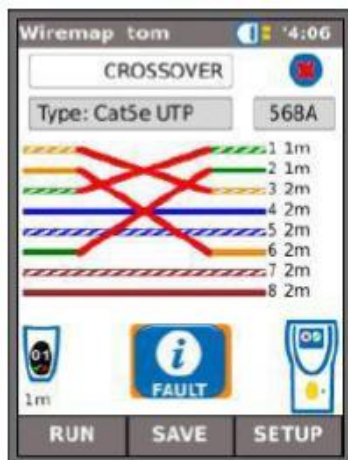 Wiremap tom '4:06
CROSSOVER
Type: Cat5e UTP 568A
1 1m
2 1m
3 2m
4 2m
5 2m
6 2m
7 2m
8 2m
01
i
1m
FAULT
RUN SAVE SETUP